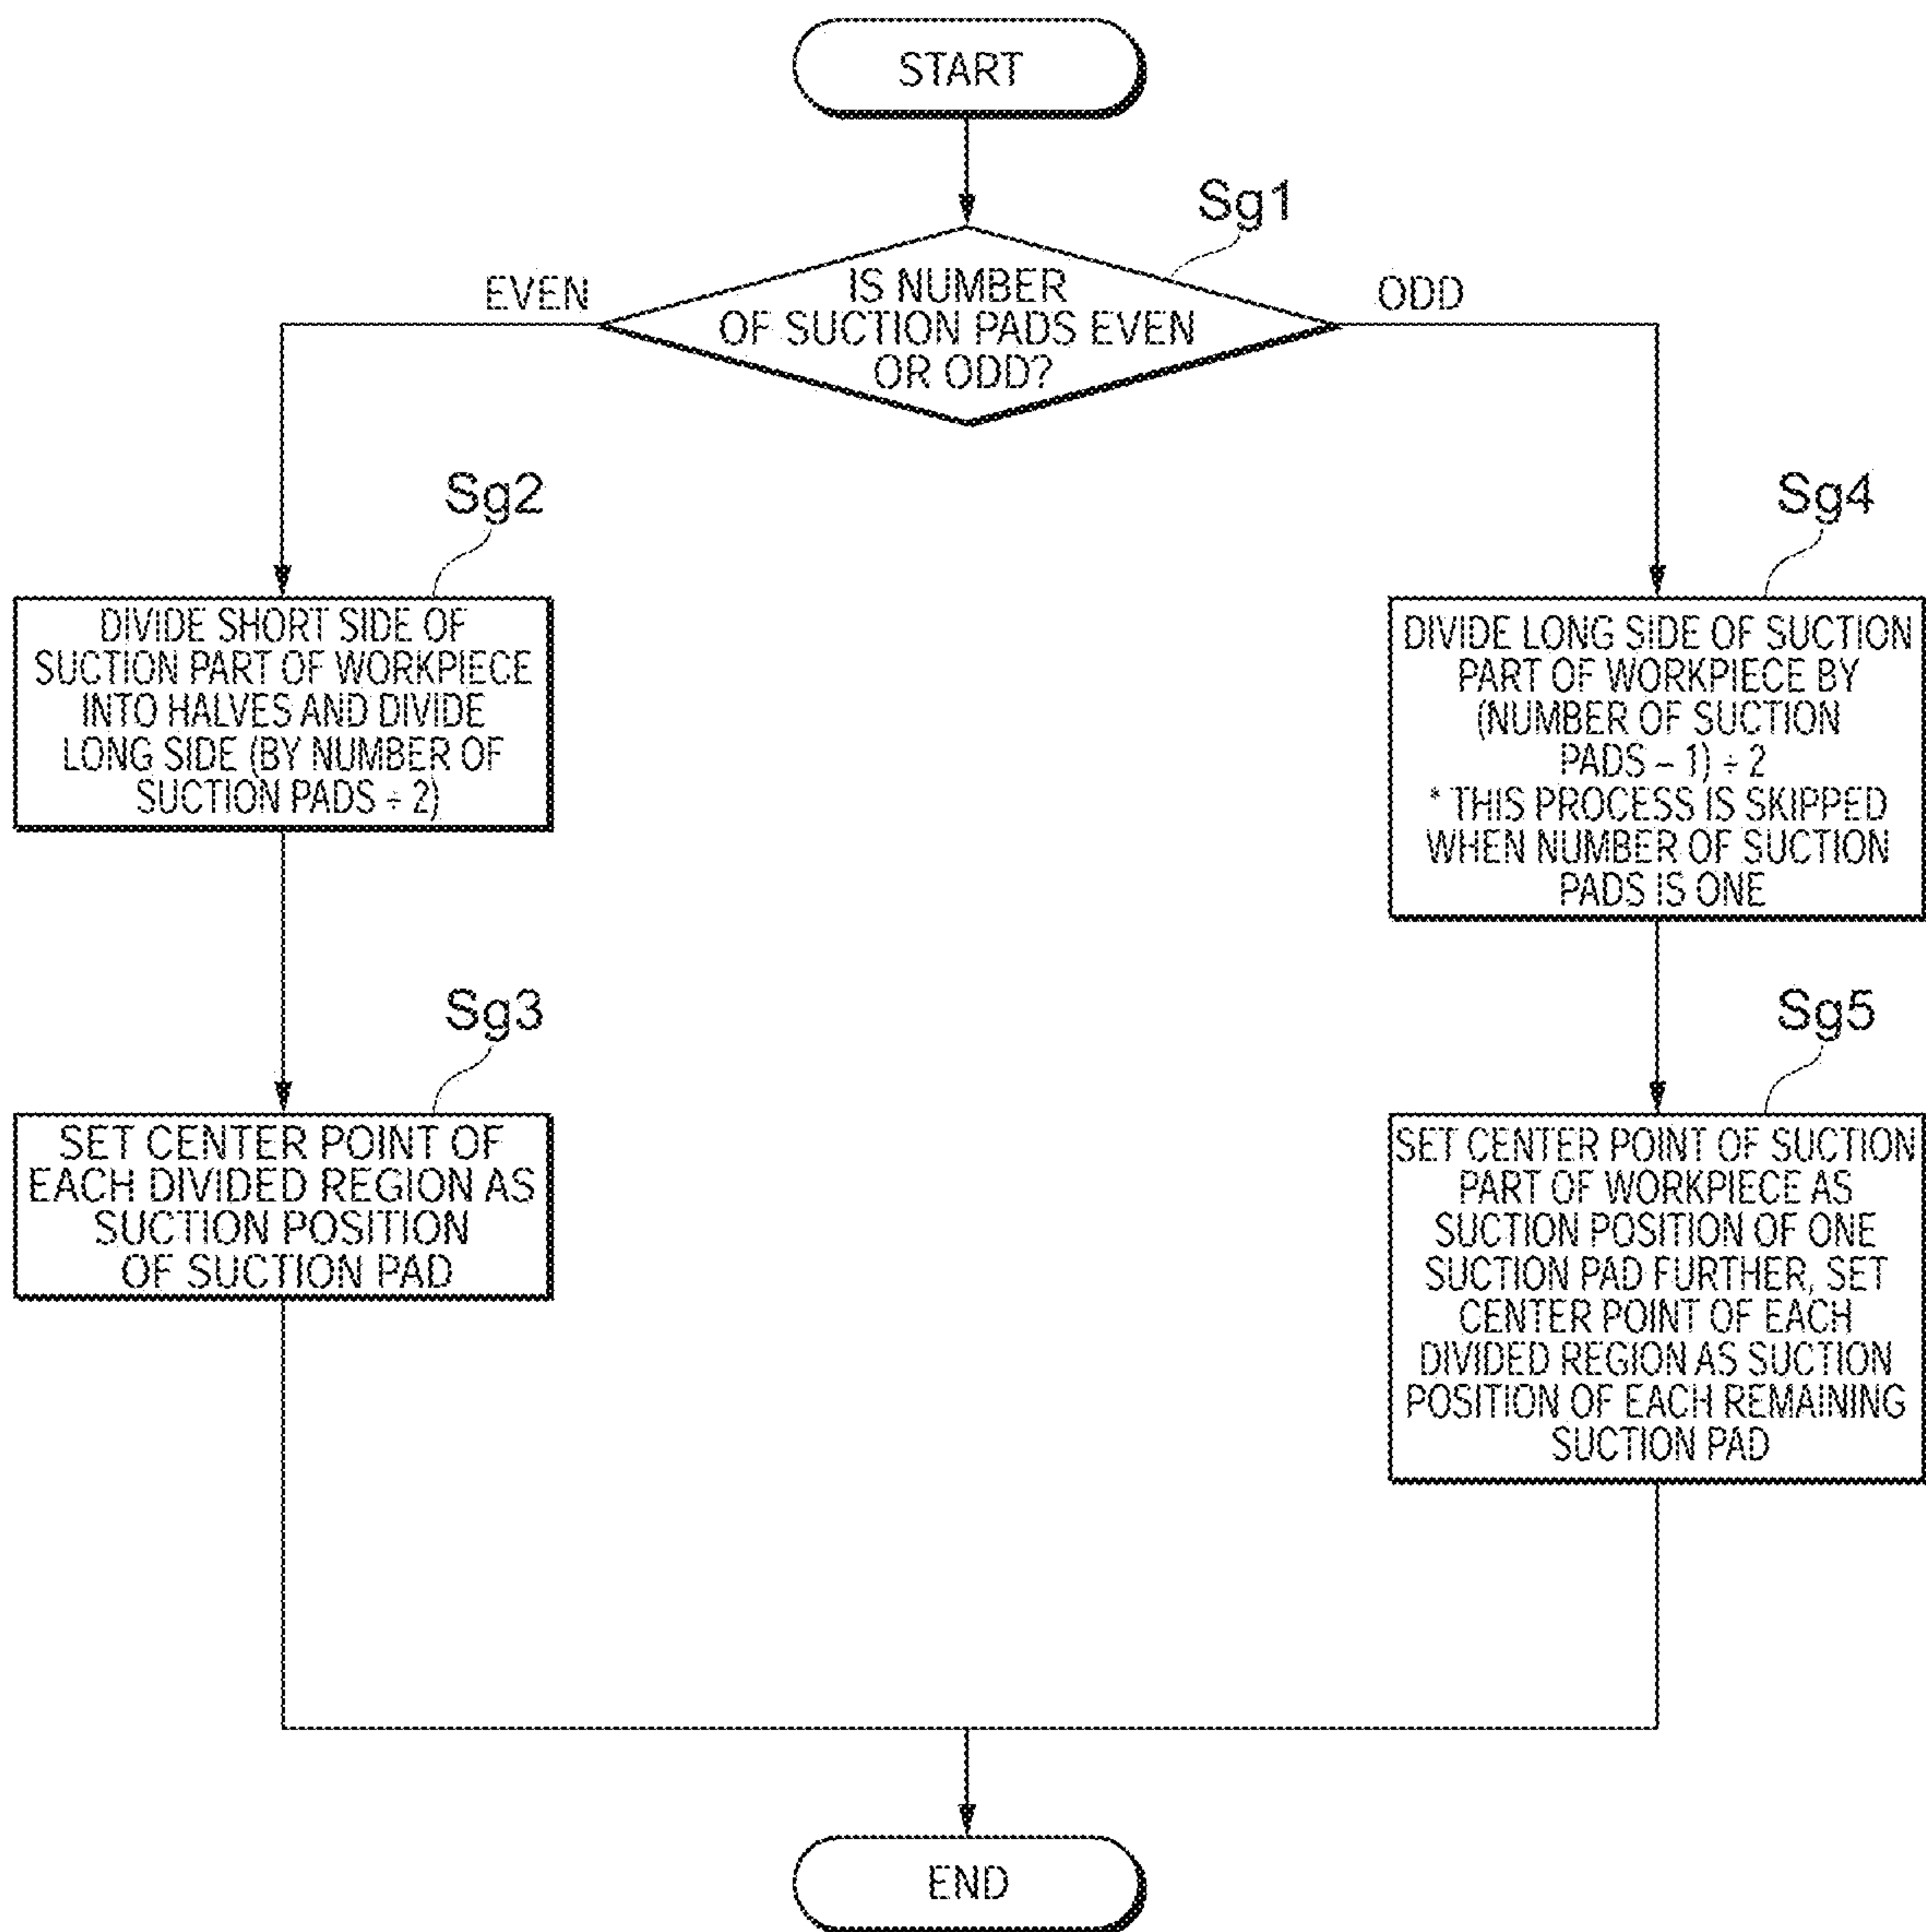 START
Sg1
EVEN
IS NUMBER
OF SUCTION PADS EVEN
OR ODD?
ODD
Sg2
DIVIDE SHORT SIDE OF
SUCTION PART OF WORKPIECE
INTO HALVES AND DIVIDE
LONG SIDE (BY NUMBER OF
SUCTION PADS ÷ 2)
Sg4
DIVIDE LONG SIDE OF SUCTION
PART OF WORKPIECE BY
(NUMBER OF SUCTION
PADS – 1) ÷ 2
* THIS PROCESS IS SKIPPED
WHEN NUMBER OF SUCTION
PADS IS ONE
Sg3
SET CENTER POINT OF
EACH DIVIDED REGION AS
SUCTION POSITION
OF SUCTION PAD
Sg5
SET CENTER POINT OF SUCTION
PART OF WORKPIECE AS
SUCTION POSITION OF ONE
SUCTION PAD FURTHER, SET
CENTER POINT OF EACH
DIVIDED REGION AS SUCTION
POSITION OF EACH REMAINING
SUCTION PAD
END